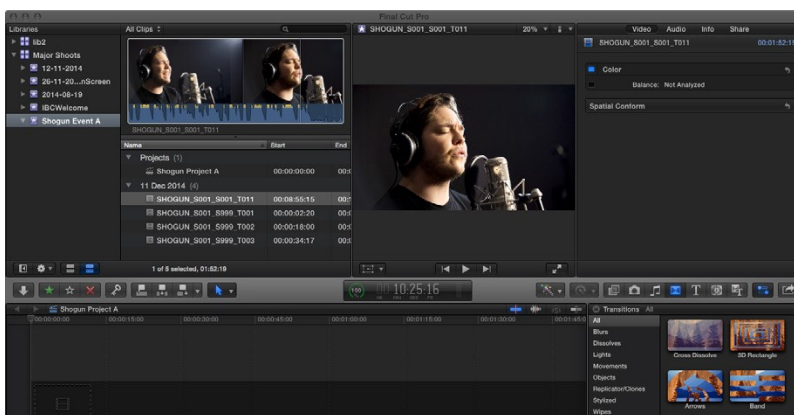 Final Cut Pro
Libraries
lib2
Major Shoots
12-11-2014
26-11-20...nScreen
2014-08-19
IBCWelcome
Shogun Event A
All Clips
SHOGUN_S001_S001_T011
Name Start End
Projects (1)
Shogun Project A 00:00:00:00
11 Dec 2014 (4)
SHOGUN_S001_S001_T011 00:08:55:15
SHOGUN_S001_S999_T001 00:00:02:20
SHOGUN_S001_S999_T002 00:00:18:00
SHOGUN_S001_S999_T003 00:00:34:17
1 of 5 selected, 01:52:19
SHOGUN_S001_S001_T011 20%
Video Audio Info Share
SHOGUN_S001_S001_T011
Color
Balance: Not Analyzed
Spatial Conform
100 10:25:16
Shogun Project A
00:00:00:00 00:00:15:00 00:00:30:00 00:00:45:00 00:01:00:00 00:01:15:00 00:01:30:00
Transitions All
All
Blurs
Dissolves
Lights
Movements
Objects
Replicator/Clones
Stylized
Wipes
Cross Dissolve 3D Rectangle
Arrows Band